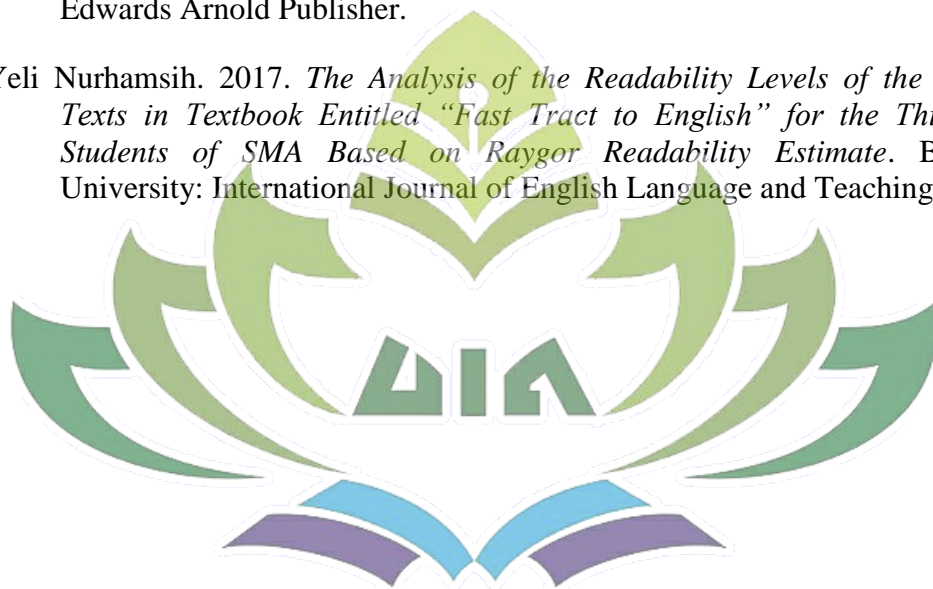 Edwards Arnold Publisher.
Yeli Nurhamsih. 2017. The Analysis of the Readability Levels of the
Texts in Textbook Entitled “Fast Tract to English” for the Thi
Students of SMA Based on Raygor Readability Estimate. B
University: International Journal of English Language and Teaching
UIN